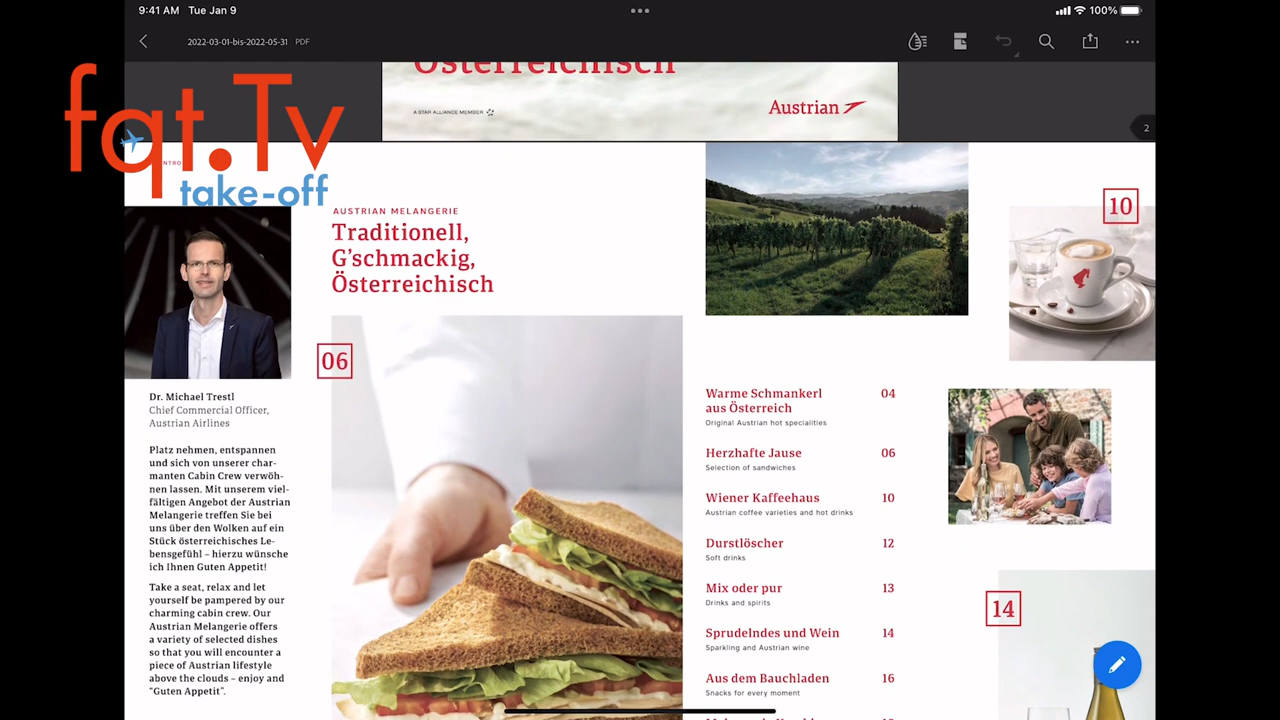 9:41 AM Tue Jan 9
100%
2022-03-01-bis-2022-05-31 PDF
Österreichisch
A STAR ALLIANCE MEMBER
Austrian
2
fqt.Tv
take-off
INTRO
AUSTRIAN MELANGERIE
Traditionell,
G'schmackig,
Österreichisch
06
10
Dr. Michael Trestl
Chief Commercial Officer,
Austrian Airlines
Platz nehmen, entspannen
und sich von unserer char-
manten Cabin Crew verwöh-
nen lassen. Mit unserem viel-
fältigen Angebot der Austrian
Melangerie treffen Sie bei
uns über den Wolken auf ein
Stück österreichisches Le-
bensgefühl – hierzu wünsche
ich Ihnen Guten Appetit!
Take a seat, relax and let
yourself be pampered by our
charming cabin crew. Our
Austrian Melangerie offers
a variety of selected dishes
so that you will encounter a
piece of Austrian lifestyle
above the clouds – enjoy and
"Guten Appetit".
Warme Schmankerl
aus Österreich 04
Original Austrian hot specialities
Herzhafte Jause 06
Selection of sandwiches
Wiener Kaffeehaus 10
Austrian coffee varieties and hot drinks
Durstlöscher 12
Soft drinks
Mix oder pur 13
Drinks and spirits
Sprudelndes und Wein 14
Sparkling and Austrian wine
Aus dem Bauchladen 16
Snacks for every moment
14